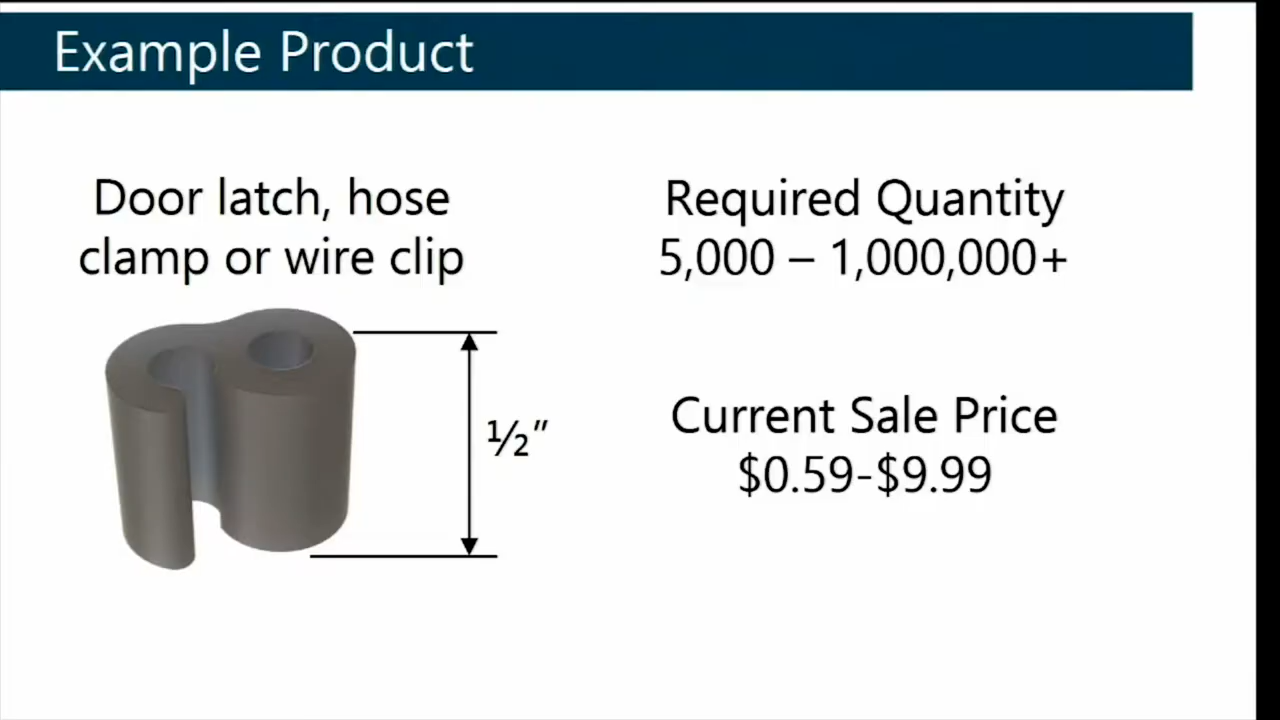 Example Product
Door latch, hose
clamp or wire clip
Required Quantity
5,000 – 1,000,000+
½”
Current Sale Price
$0.59-$9.99